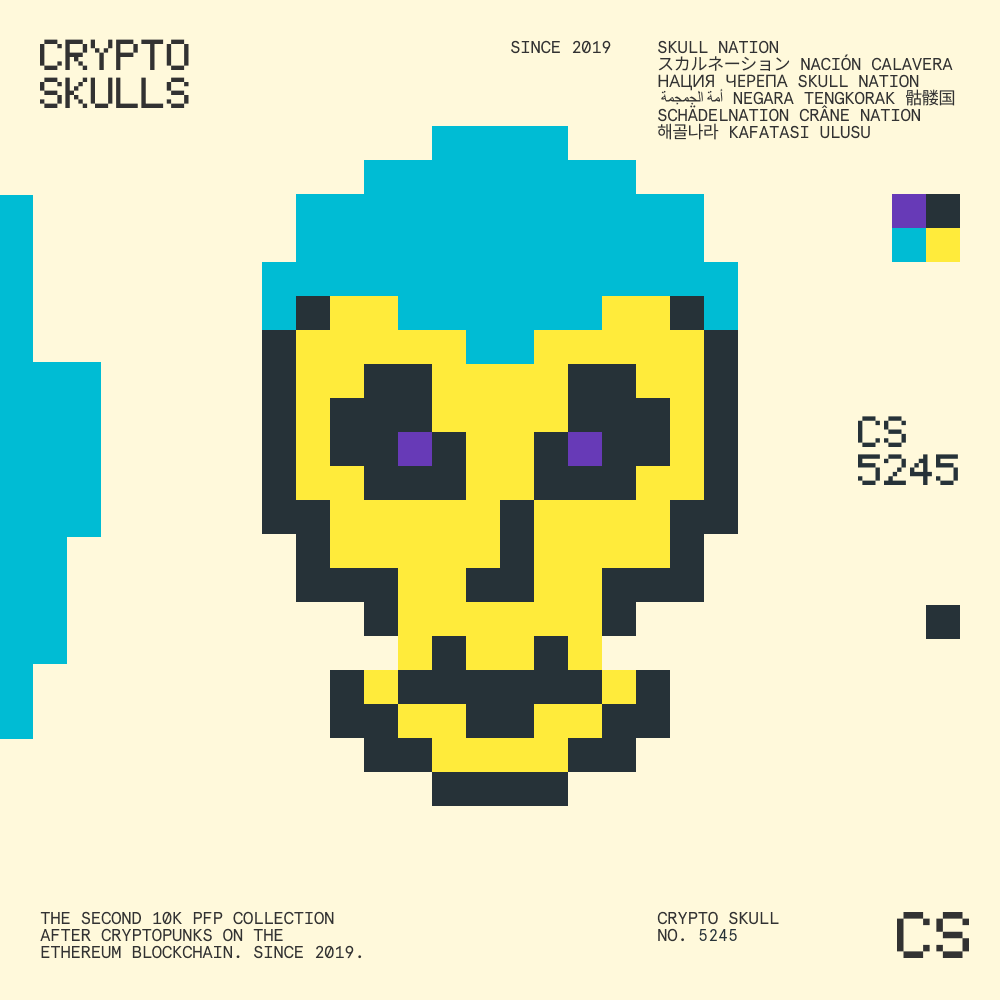 CRYPTO
SKULLS
SINCE 2019
SKULL NATION
スカルネーション NACIÓN CALAVERA
НАЦИЯ ЧЕРЕПА SKULL NATION
أمة الجمجمة NEGARA TENGKORAK 骷髅国
SCHÄDELNATION CRÂNE NATION
해골나라 KAFATASI ULUSU
CS
5245
THE SECOND 10K PFP COLLECTION
AFTER CRYPTOPUNKS ON THE
ETHEREUM BLOCKCHAIN. SINCE 2019.
CRYPTO SKULL
NO. 5245
CS